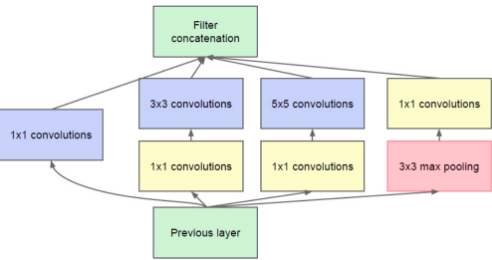 Filter
concatenation
3x3 convolutions
5x5 convolutions
1x1 convolutions
1x1 convolutions
1x1 convolutions
1x1 convolutions
3x3 max pooling
Previous layer